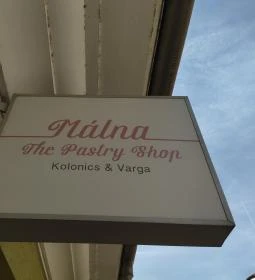 Málna
The Pastry Shop
Kolonics & Varga